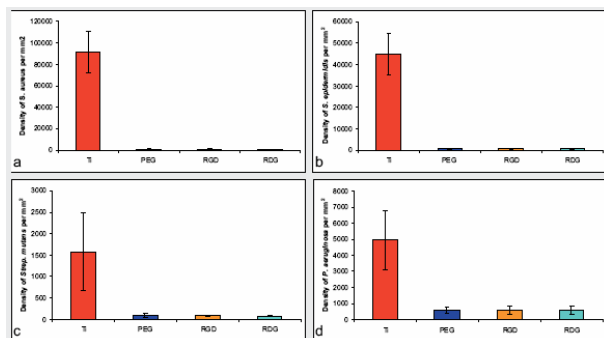 Density of S. aureus per mm2
120000
100000
80000
60000
40000
20000
0
TI
PEG
RGD
RDG
a
Density of S. epidermidis per mm²
60000
50000
40000
30000
20000
10000
0
TI
PEG
RGD
RDG
b
Density of Strep. mutans per mm²
3000
2500
2000
1500
1000
500
0
TI
PEG
RGD
RDG
c
Density of P. aeruginosa per mm²
8000
7000
6000
5000
4000
3000
2000
1000
0
TI
PEG
RGD
RDG
d